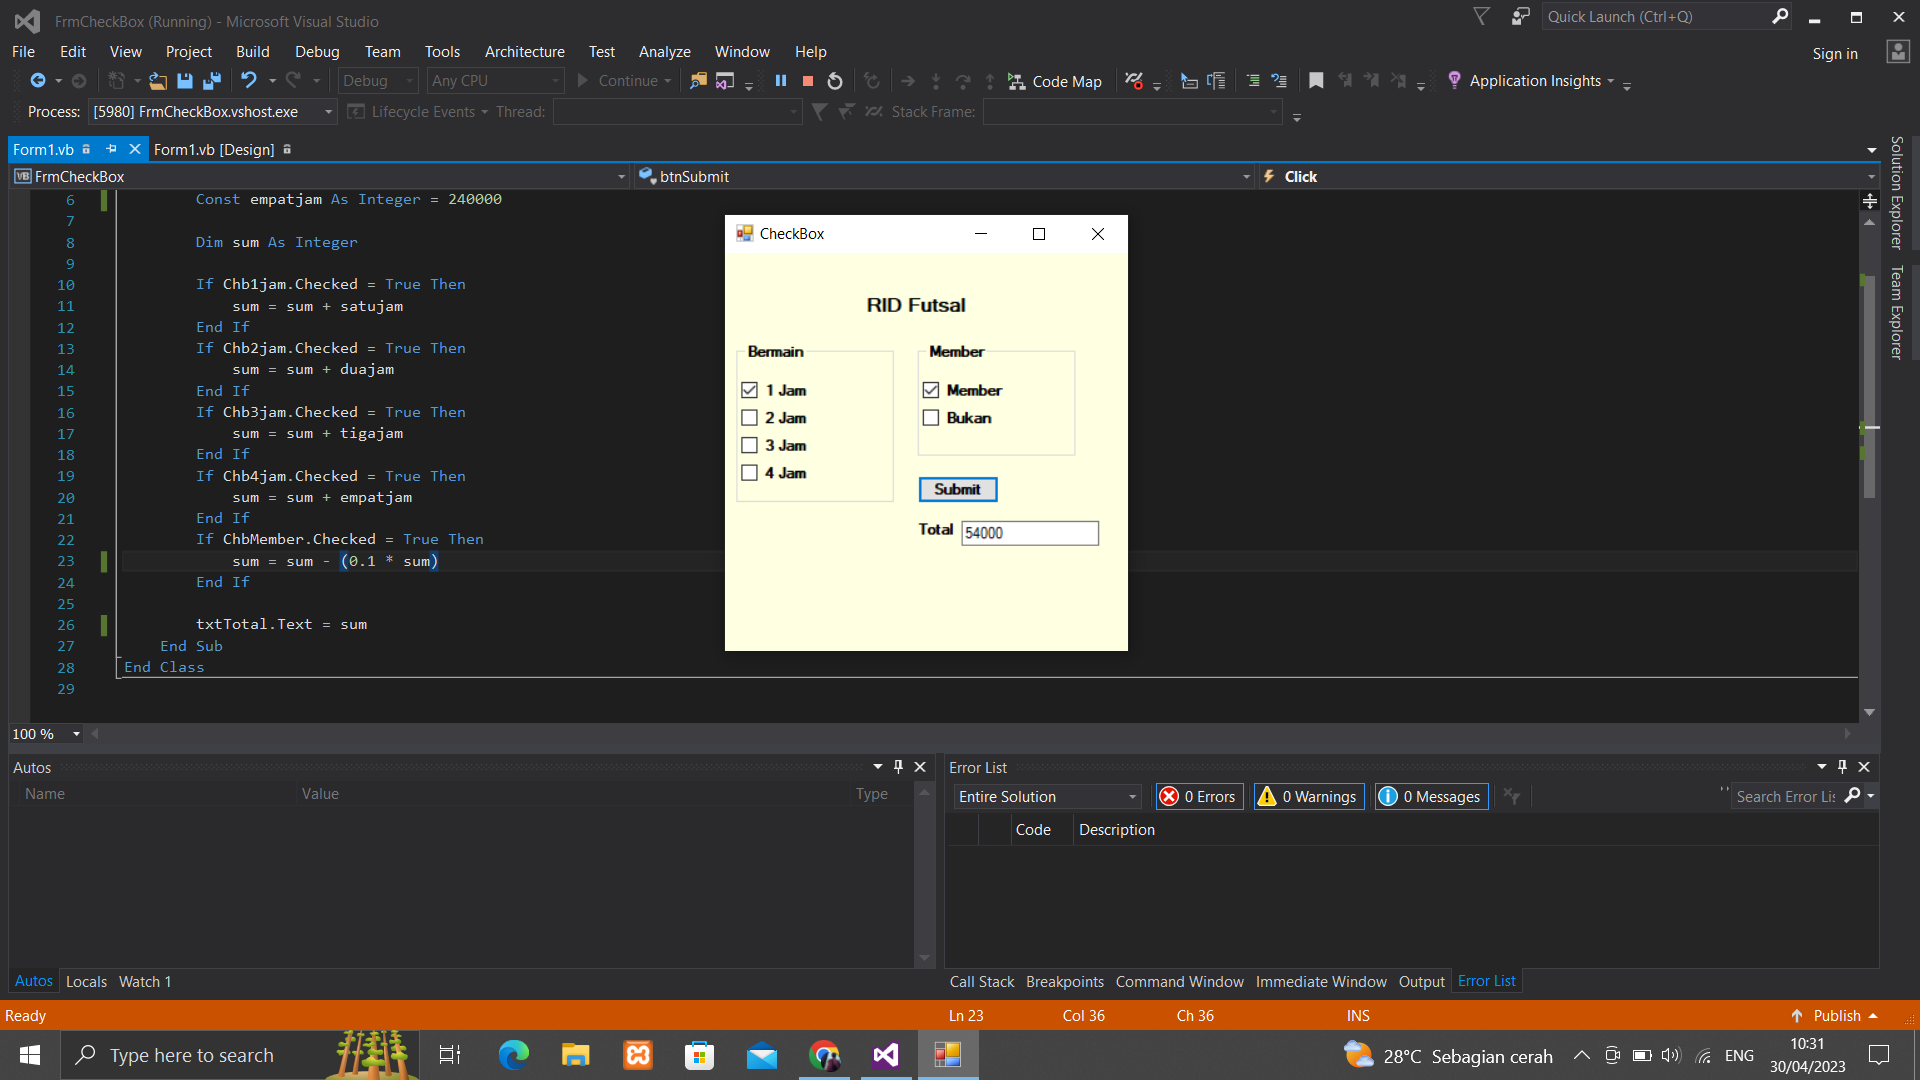 FrmCheckBox (Running) - Microsoft Visual Studio
Quick Launch (Ctrl+Q)
File Edit View Project Build Debug Team Tools Architecture Test Analyze Window Help
Sign in
Debug Any CPU Continue Code Map Application Insights
Process: [5980] FrmCheckBox.vshost.exe Lifecycle Events Thread: Stack Frame:
Form1.vb Form1.vb [Design]
VB FrmCheckBox btnSubmit Click
6 Const empatjam As Integer = 240000
7
8 Dim sum As Integer
9
10 If Chb1jam.Checked = True Then
11 sum = sum + satujam
12 End If
13 If Chb2jam.Checked = True Then
14 sum = sum + duajam
15 End If
16 If Chb3jam.Checked = True Then
17 sum = sum + tigajam
18 End If
19 If Chb4jam.Checked = True Then
20 sum = sum + empatjam
21 End If
22 If ChbMember.Checked = True Then
23 sum = sum - (0.1 * sum)
24 End If
25
26 txtTotal.Text = sum
27 End Sub
28 End Class
29
100 %
CheckBox
RID Futsal
Bermain
1 Jam
2 Jam
3 Jam
4 Jam
Member
Member
Bukan
Submit
Total 54000
Solution Explorer
Team Explorer
Autos
Name Value Type
Autos Locals Watch 1
Error List
Entire Solution 0 Errors 0 Warnings 0 Messages Search Error Lis
Code Description
Call Stack Breakpoints Command Window Immediate Window Output Error List
Ready Ln 23 Col 36 Ch 36 INS Publish
Type here to search
28°C Sebagian cerah ENG
10:31
30/04/2023